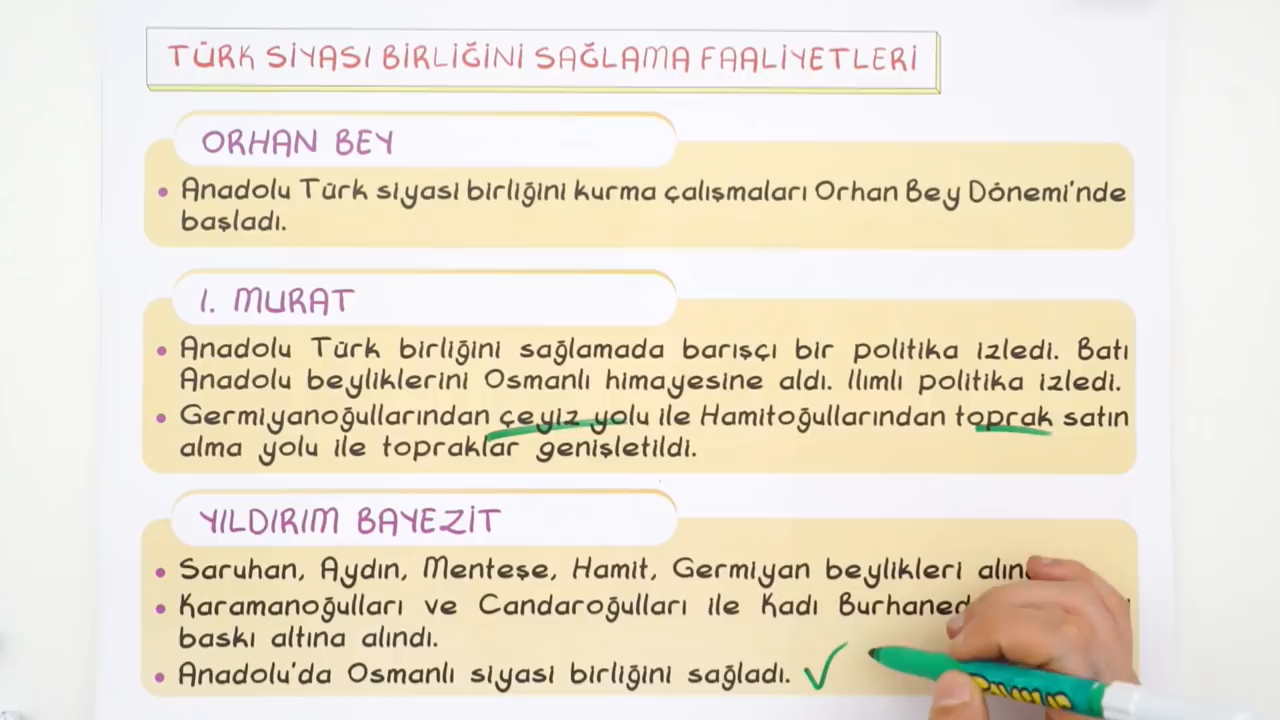 TÜRK SİYASI BİRLİĞİNİ SAĞLAMA FAALİYETLERİ
ORHAN BEY
• Anadolu Türk siyasi birliğini kurma çalışmaları Orhan Bey Dönemi'nde
başladı.
I. MURAT
• Anadolu Türk birliğini sağlamada barışçı bir politika izledi. Batı
Anadolu beyliklerini Osmanlı himayesine aldı. Ilımlı politika izledi.
• Germiyanoğullarından çeyiz yolu ile Hamitoğullarından toprak satın
alma yolu ile topraklar genişletildi.
YILDIRIM BAYEZİT
• Saruhan, Aydın, Menteşe, Hamit, Germiyan beylikleri
• Karamanoğulları ve Candaroğulları ile Kadı
baskı altına alındı.
• Anadolu'da Osmanlı siyasi birliğini sağladı.